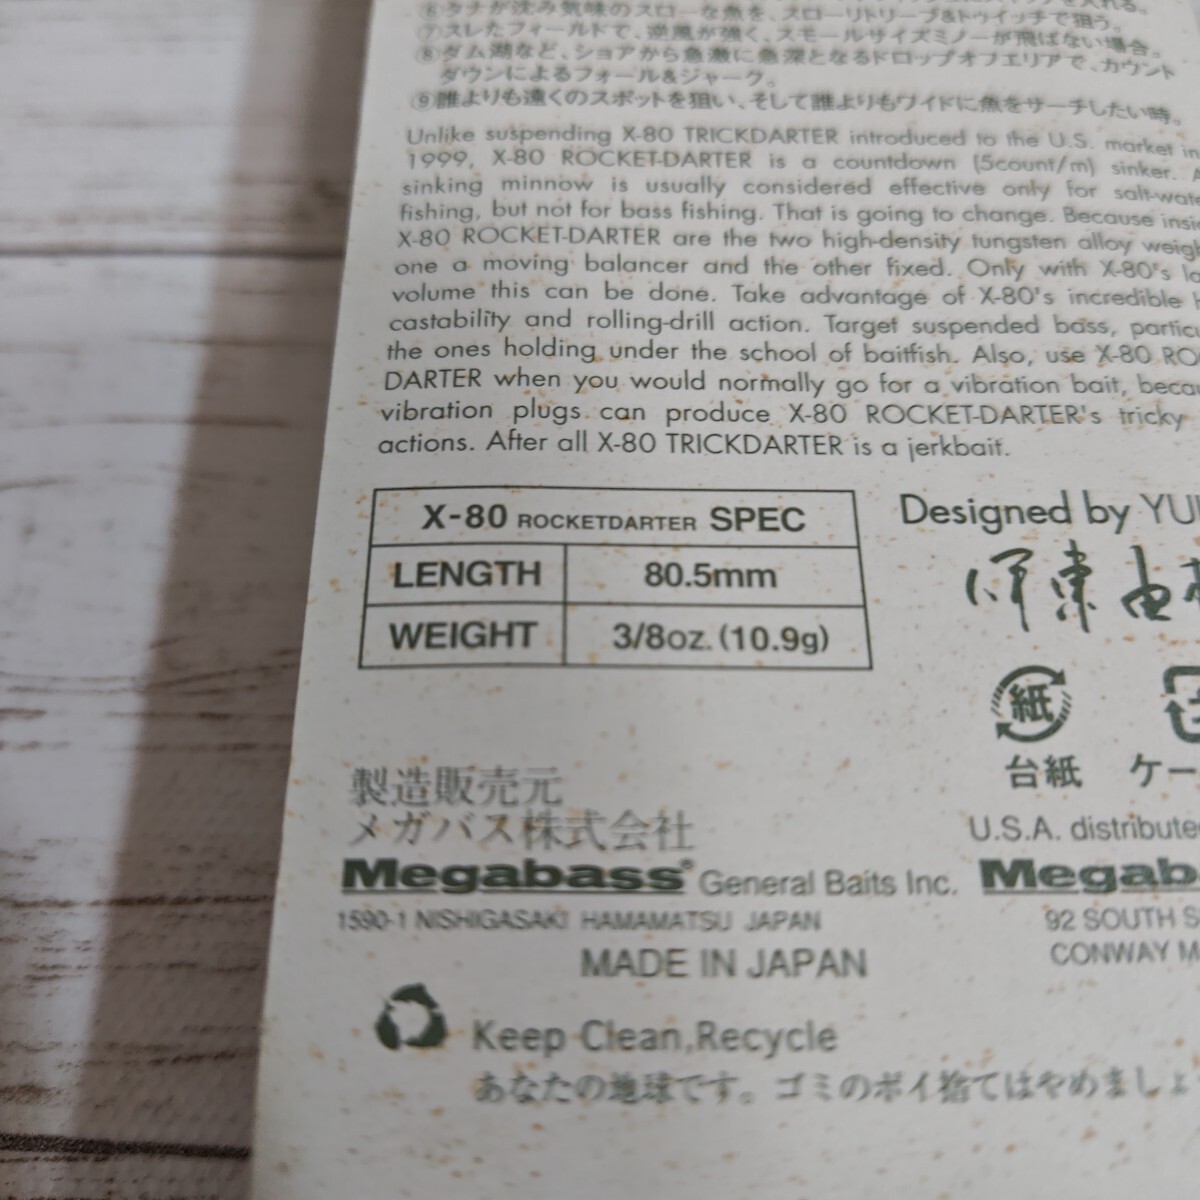 ⑥タナが沈み気味のスローな魚を、スローリトリーブ&トゥイッチで狙う。
⑦スレたフィールドで、逆風が強く、スモールサイズミノーが飛ばない場合。
⑧ダム湖など、ショアから急激に急深となるドロップオフエリアで、カウント
ダウンによるフォール&ジャーク。
⑨誰よりも遠くのスポットを狙い、そして誰よりもワイドに魚をサーチしたい時。
Unlike suspending X-80 TRICKDARTER introduced to the U.S. market in
1999, X-80 ROCKET-DARTER is a countdown (5count/m) sinker. A
sinking minnow is usually considered effective only for salt-wate
fishing, but not for bass fishing. That is going to change. Because insi
X-80 ROCKET-DARTER are the two high-density tungsten alloy weigh
one a moving balancer and the other fixed. Only with X-80's la
volume this can be done. Take advantage of X-80's incredible
castability and rolling-drill action. Target suspended bass, partic
the ones holding under the school of baitfish. Also, use X-80 RO
DARTER when you would normally go for a vibration bait, beca
vibration plugs can produce X-80 ROCKET-DARTER's tricky
actions. After all X-80 TRICKDARTER is a jerkbait.
X-80 ROCKETDARTER SPEC
LENGTH 80.5mm
WEIGHT 3/8oz. (10.9g)
Designed by YU
伊東由
紙
台紙 ケー
製造販売元
メガバス株式会社
Megabass® General Baits Inc.
1590-1 NISHIGASAKI HAMAMATSU JAPAN
MADE IN JAPAN
U.S.A. distribute
Megab
92 SOUTH S
CONWAY M
Keep Clean,Recycle
あなたの地球です。ゴミのポイ捨てはやめましょ